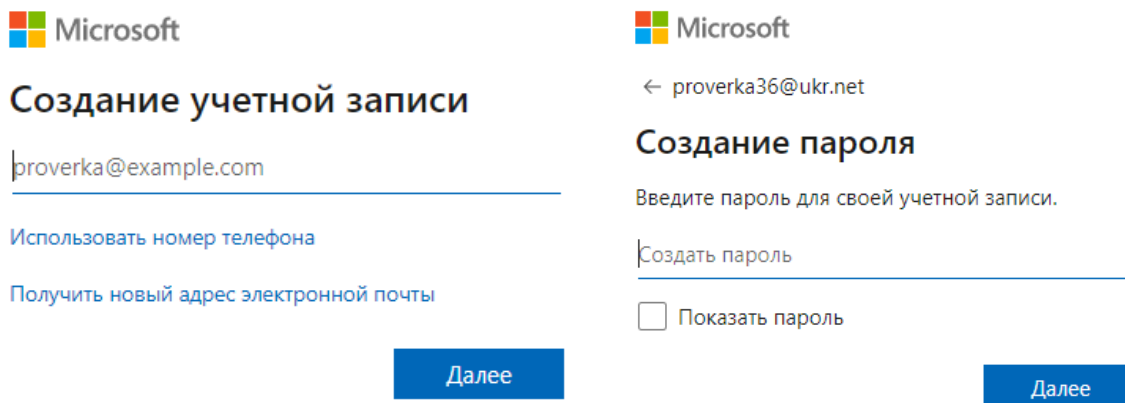 Microsoft
Создание учетной записи
proverka@example.com
Использовать номер телефона
Получить новый адрес электронной почты
Далее
Microsoft
← proverka36@ukr.net
Создание пароля
Введите пароль для своей учетной записи.
Создать пароль
Показать пароль
Далее